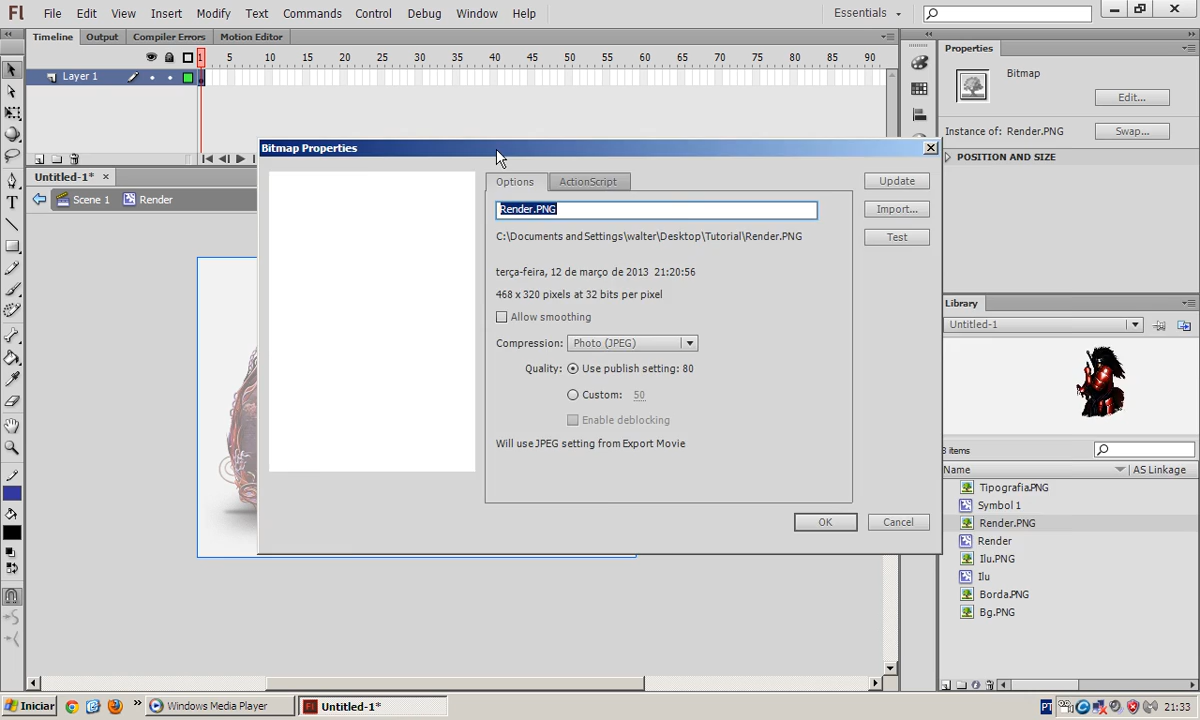 Fl File Edit View Insert Modify Text Commands Control Debug Window Help Essentials
Timeline Output Compiler Errors Motion Editor
1 5 10 15 20 25 30 35 40 45 50 55 60 65 70 75 80 85 90
Layer 1
Untitled-1* ×
Scene 1 Render
Bitmap Properties
Options ActionScript
Render.PNG
C:\Documents and Settings\walter\Desktop\Tutorial\Render.PNG
terça-feira, 12 de março de 2013 21:20:56
468 x 320 pixels at 32 bits per pixel
Allow smoothing
Compression: Photo (JPEG)
Quality: Use publish setting: 80
Custom: 50
Enable deblocking
Will use JPEG setting from Export Movie
Update
Import...
Test
OK Cancel
Properties
Bitmap
Edit...
Instance of: Render.PNG Swap...
POSITION AND SIZE
Library
Untitled-1
8 items
Name AS Linkage
Tipografia.PNG
Symbol 1
Render.PNG
Render
Ilu.PNG
Ilu
Borda.PNG
Bg.PNG
Iniciar » Windows Media Player Fl Untitled-1* PT 21:33